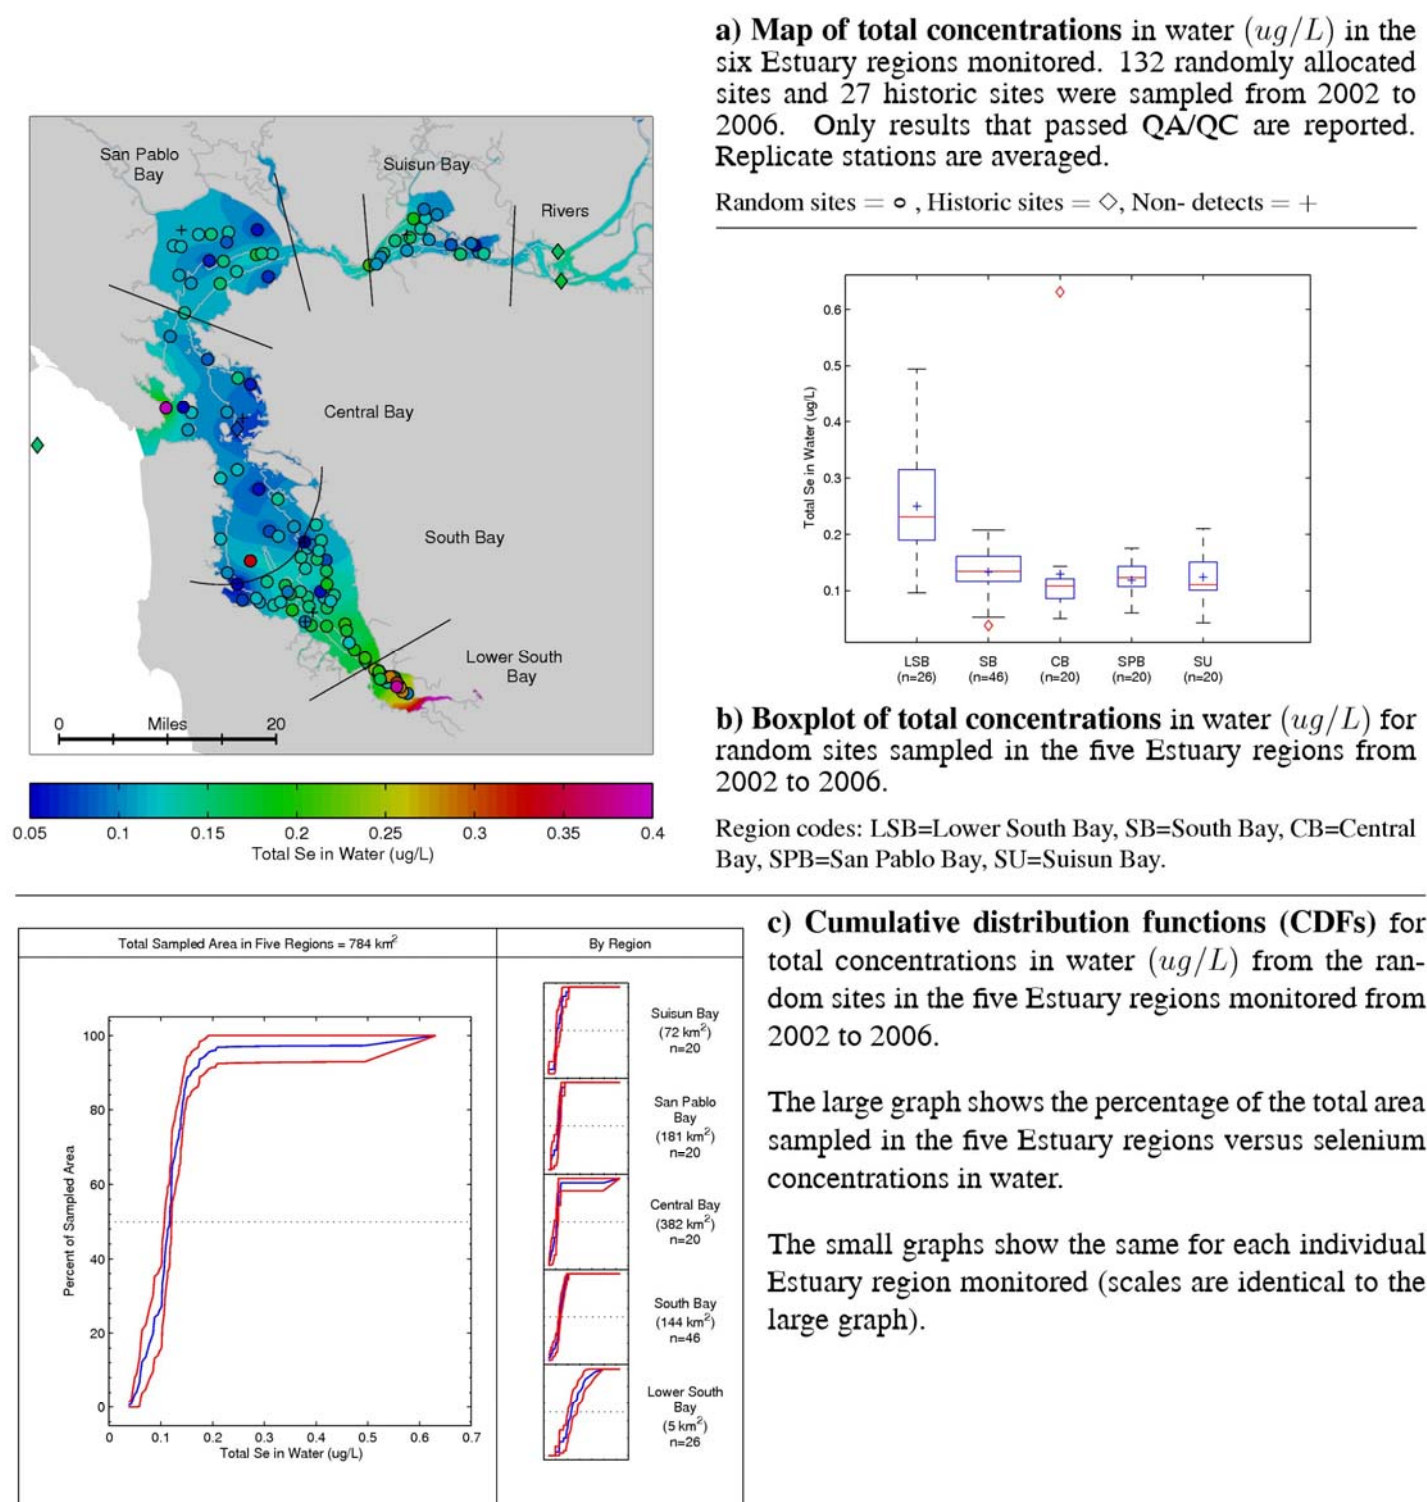 a) Map of total concentrations in water (ug/L) in the
six Estuary regions monitored. 132 randomly allocated
sites and 27 historic sites were sampled from 2002 to
2006. Only results that passed QA/QC are reported.
Replicate stations are averaged.
Random sites = o , Historic sites = ◇, Non- detects = +
San Pablo
Bay
Suisun Bay
Rivers
Central Bay
South Bay
Lower South
Bay
0 Miles 20
0.05 0.1 0.15 0.2 0.25 0.3 0.35 0.4
Total Se in Water (ug/L)
Total Se in Water (ug/L)
0.6
0.5
0.4
0.3
0.2
0.1
LSB SB CB SPB SU
(n=26) (n=46) (n=20) (n=20) (n=20)
b) Boxplot of total concentrations in water (ug/L) for
random sites sampled in the five Estuary regions from
2002 to 2006.
Region codes: LSB=Lower South Bay, SB=South Bay, CB=Central
Bay, SPB=San Pablo Bay, SU=Suisun Bay.
Total Sampled Area in Five Regions = 784 km²
Percent of Sampled Area
100
80
60
40
20
0
0 0.1 0.2 0.3 0.4 0.5 0.6 0.7
Total Se in Water (ug/L)
By Region
Suisun Bay
(72 km²)
n=20
San Pablo
Bay
(181 km²)
n=20
Central Bay
(382 km²)
n=20
South Bay
(144 km²)
n=46
Lower South
Bay
(5 km²)
n=26
c) Cumulative distribution functions (CDFs) for
total concentrations in water (ug/L) from the ran-
dom sites in the five Estuary regions monitored from
2002 to 2006.
The large graph shows the percentage of the total area
sampled in the five Estuary regions versus selenium
concentrations in water.
The small graphs show the same for each individual
Estuary region monitored (scales are identical to the
large graph).